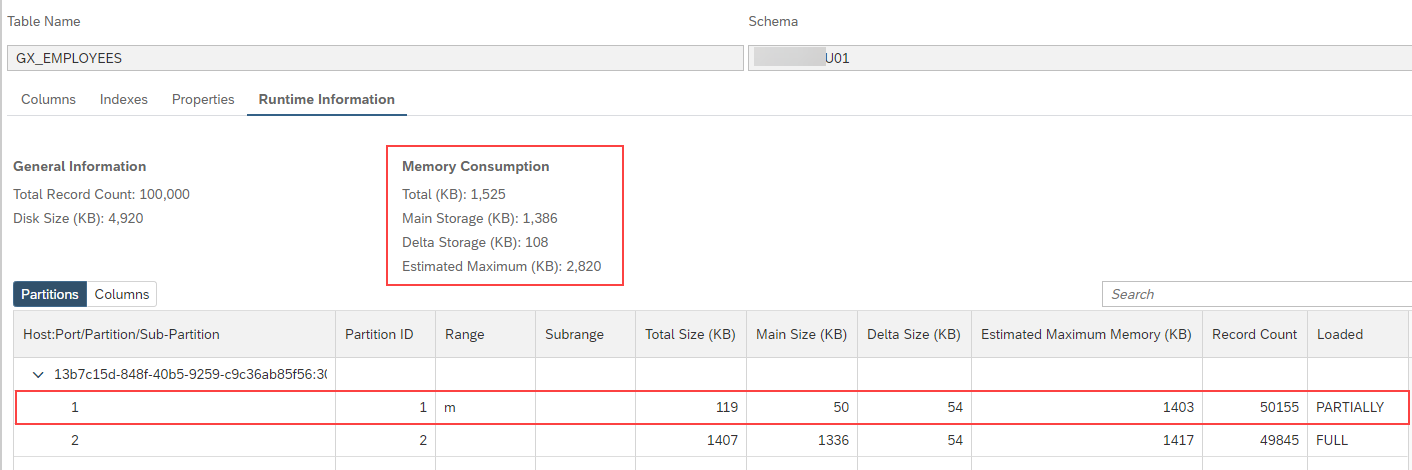 Table Name Schema
GX_EMPLOYEES U01
Columns Indexes Properties Runtime Information
General Information Memory Consumption
Total Record Count: 100,000 Total (KB): 1,525
Disk Size (KB): 4,920 Main Storage (KB): 1,386
Delta Storage (KB): 108
Estimated Maximum (KB): 2,820
Partitions Columns Search
Host:Port/Partition/Sub-Partition Partition ID Range Subrange Total Size (KB) Main Size (KB) Delta Size (KB) Estimated Maximum Memory (KB) Record Count Loaded
13b7c15d-848f-40b5-9259-c9c36ab85f56:30
1 1 m 119 50 54 1403 50155 PARTIALLY
2 2 1407 1336 54 1417 49845 FULL